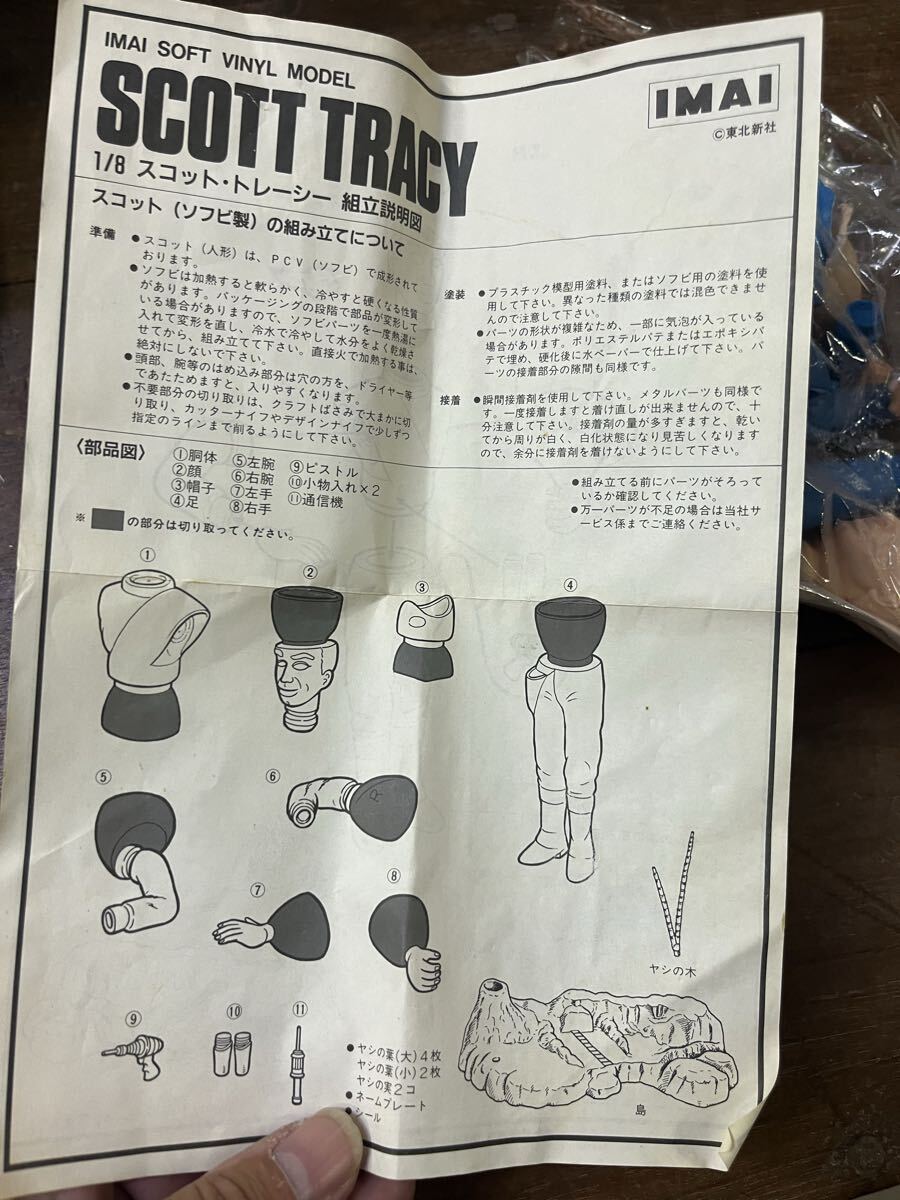 IMAI SOFT VINYL MODEL
SCOTT TRACY
IMAI
©東北新社
1/8 スコット・トレーシー 組立説明図
スコット(ソフビ製)の組み立てについて
準備
●スコット(人形)は、PCV(ソフビ)で成形されて
おります。
●ソフビは加熱すると軟らかく、冷やすと硬くなる性質
があります。パッケージングの段階で部品が変形して
いる場合がありますので、ソフビパーツを一度熱湯に
入れて変形を直し、冷水で冷やして水分をよく乾燥さ
せてから、組み立てて下さい。直接火で加熱する事は、
絶対にしないで下さい。
●頭部、腕等のはめ込み部分は穴の方を、ドライヤー等
であたためますと、入りやすくなります。
●不要部分の切り取りは、クラフトばさみで大まかに切
り取り、カッターナイフやデザインナイフで少しずつ
指定のラインまで削るようにして下さい。
塗装
●プラスチック模型用塗料、またはソフビ用の塗料を使
用して下さい。異なった種類の塗料では混色できませ
んので注意して下さい。
●パーツの形状が複雑なため、一部に気泡が入っている
場合があります。ポリエステルパテまたはエポキシパ
テで埋め、硬化後に水ペーパーで仕上げて下さい。パ
ーツの接着部分の隙間も同様です。
接着
●瞬間接着剤を使用して下さい。メタルパーツも同様で
す。一度接着しますと着け直しが出来ませんので、十
分注意して下さい。接着剤の量が多すぎますと、乾い
てから周りが白く、白化状態になり見苦しくなります
ので、余分に接着剤を着けないようにして下さい。
〈部品図〉
①胴体 ⑤左腕 ⑨ピストル
②顔 ⑥右腕 ⑩小物入れ×2
③帽子 ⑦左手 ⑪通信機
④足 ⑧右手
※ の部分は切り取ってください。
●組み立てる前にパーツがそろって
いるか確認してください。
●万一パーツが不足の場合は当社サ
ービス係までご連絡ください。
①
②
③
④
⑤
⑥
R
⑦
⑧
ヤシの木
⑨
⑩
⑪
●ヤシの葉(大)4枚
ヤシの葉(小)2枚
ヤシの実2コ
●ネームプレート
●シール
島